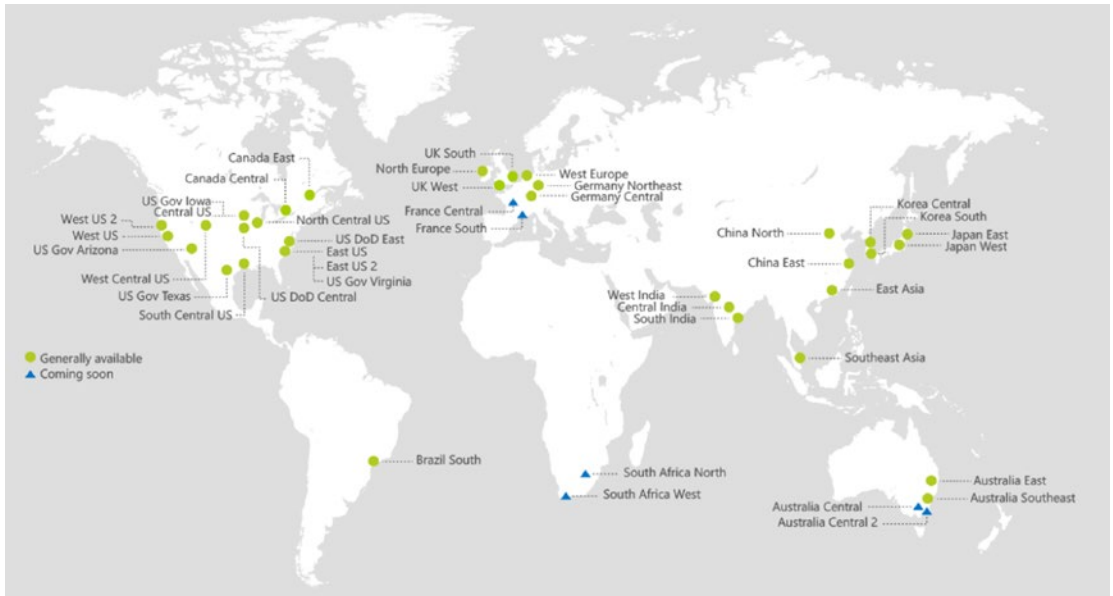 Canada East
Canada Central
US Gov Iowa
Central US
North Central US
West US 2
West US
US Gov Arizona
US DoD East
East US
East US 2
US Gov Virginia
West Central US
US Gov Texas
US DoD Central
South Central US
Generally available
Coming soon
Brazil South
UK South
North Europe
West Europe
UK West
Germany Northeast
Germany Central
France Central
France South
Korea Central
Korea South
China North
Japan East
Japan West
China East
East Asia
West India
Central India
South India
Southeast Asia
South Africa North
South Africa West
Australia East
Australia Southeast
Australia Central
Australia Central 2